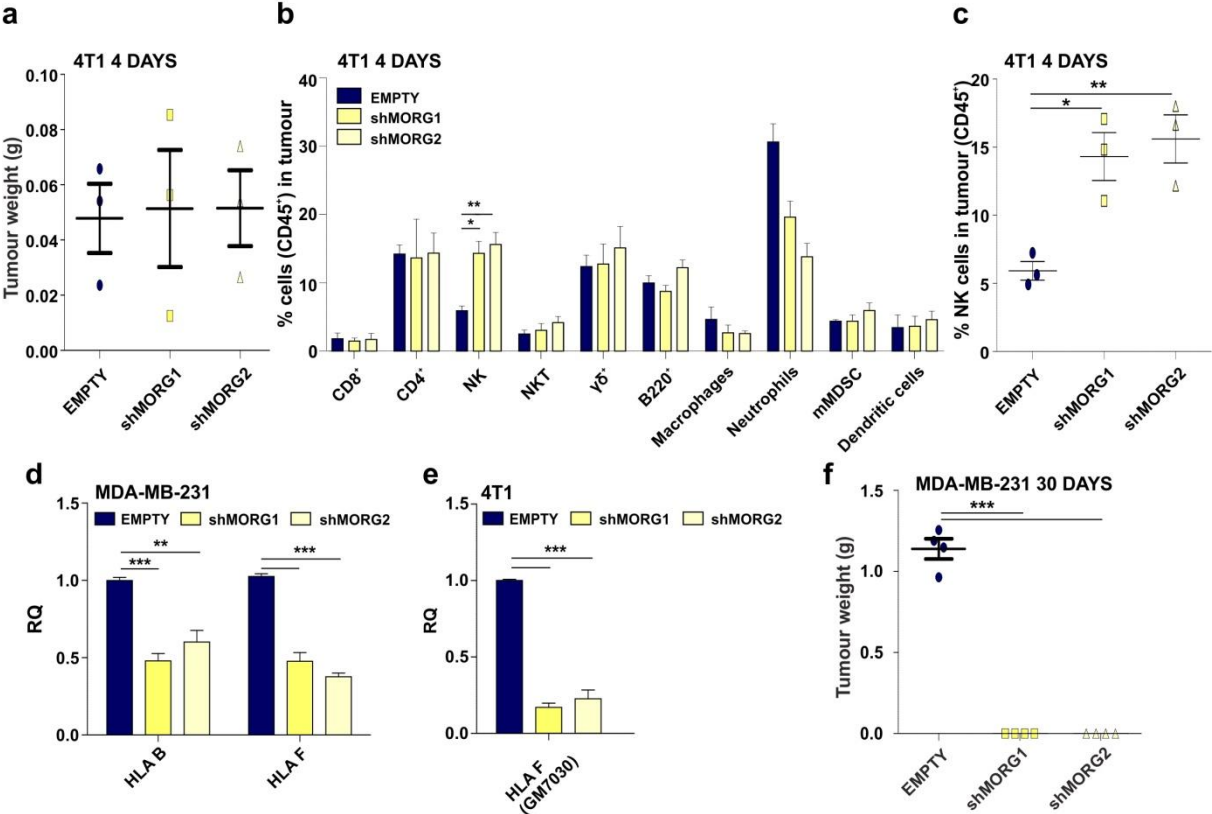 a
4T1 4 DAYS
Tumour weight (g)
0.10
0.08
0.06
0.04
0.02
0.00
EMPTY
shMORG1
shMORG2
b
4T1 4 DAYS
% cells (CD45⁺) in tumour
40
30
20
10
0
EMPTY
shMORG1
shMORG2
**
*
CD8⁺
CD4⁺
NK
NKT
γδ⁺
B220⁺
Macrophages
Neutrophils
mMDSC
Dendritic cells
c
4T1 4 DAYS
% NK cells in tumour (CD45⁺)
20
15
10
5
0
**
*
EMPTY
shMORG1
shMORG2
d
MDA-MB-231
EMPTY shMORG1 shMORG2
RQ
1.5
1.0
0.5
0.0
**
***
***
HLA B
HLA F
e
4T1
EMPTY shMORG1 shMORG2
RQ
1.5
1.0
0.5
0.0
***
HLA F
(GM7030)
f
MDA-MB-231 30 DAYS
Tumour weight (g)
1.5
1.0
0.5
0.0
***
EMPTY
shMORG1
shMORG2